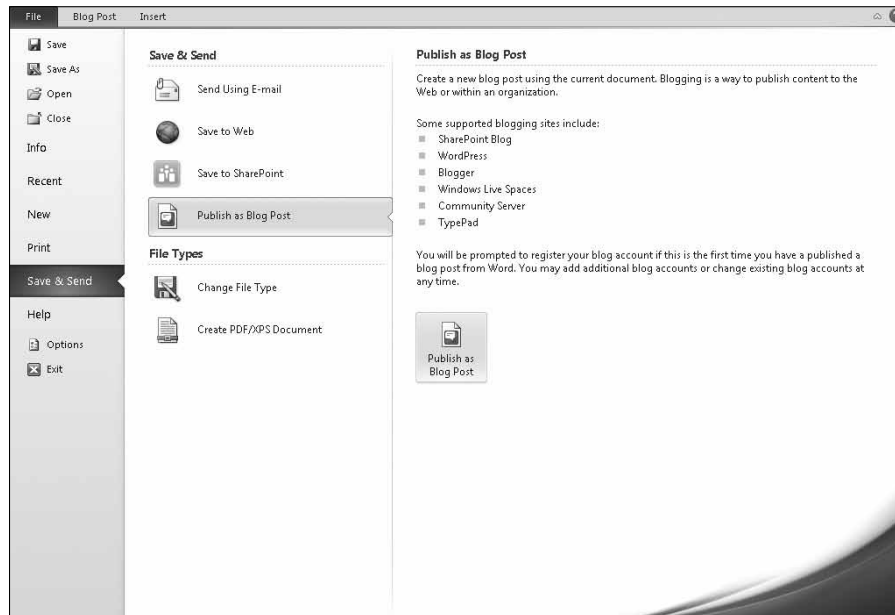 File Blog Post Insert
Save
Save As
Open
Close
Info
Recent
New
Print
Save & Send
Help
Options
Exit
Save & Send
Send Using E-mail
Save to Web
Save to SharePoint
Publish as Blog Post
File Types
Change File Type
Create PDF/XPS Document
Publish as Blog Post
Create a new blog post using the current document. Blogging is a way to publish content to the
Web or within an organization.
Some supported blogging sites include:
SharePoint Blog
WordPress
Blogger
Windows Live Spaces
Community Server
TypePad
You will be prompted to register your blog account if this is the first time you have a published a
blog post from Word. You may add additional blog accounts or change existing blog accounts at
any time.
Publish as
Blog Post